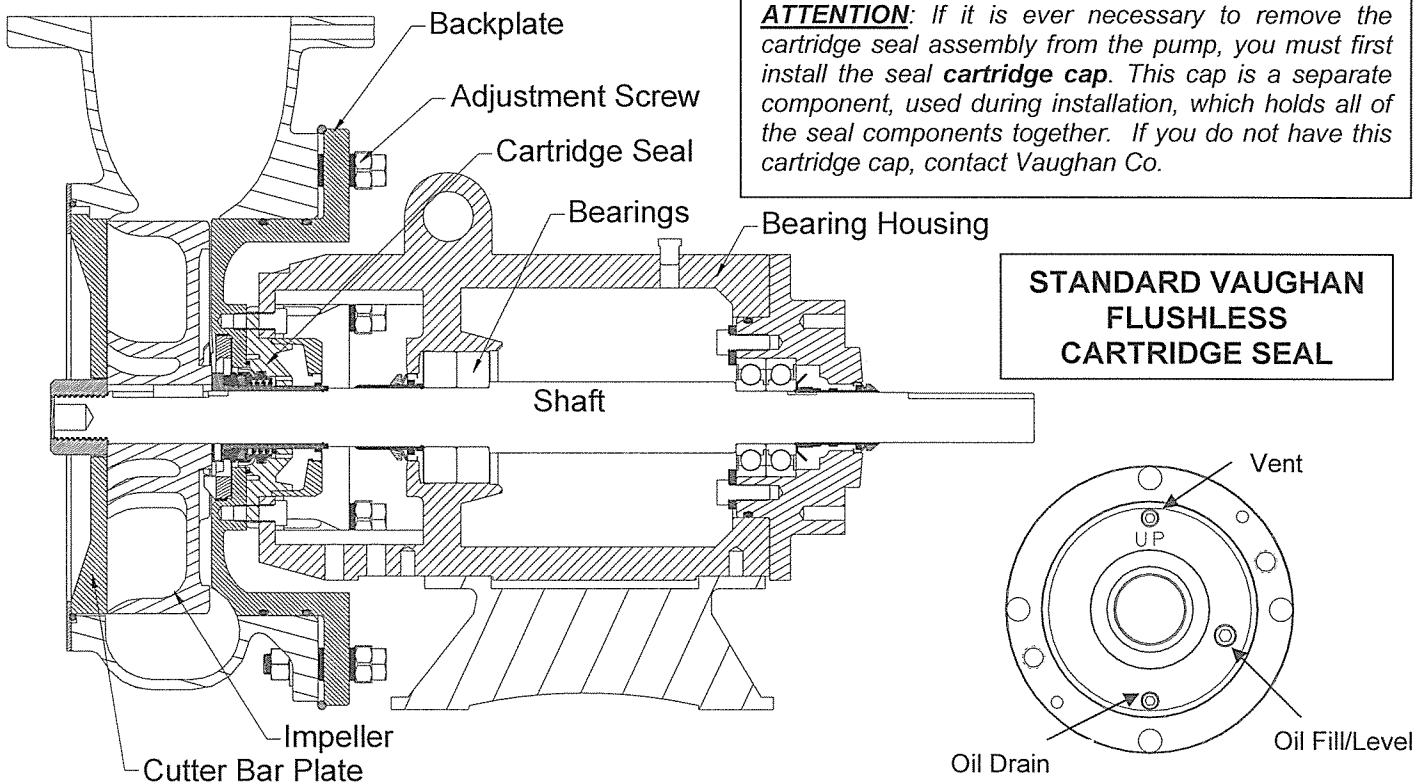 Backplate
Adjustment Screw
Cartridge Seal
Bearings
Bearing Housing
Shaft
Impeller
Cutter Bar Plate
ATTENTION: If it is ever necessary to remove the
cartridge seal assembly from the pump, you must first
install the seal cartridge cap. This cap is a separate
component, used during installation, which holds all of
the seal components together. If you do not have this
cartridge cap, contact Vaughan Co.
STANDARD VAUGHAN
FLUSHLESS
CARTRIDGE SEAL
Vent
UP
Oil Fill/Level
Oil Drain